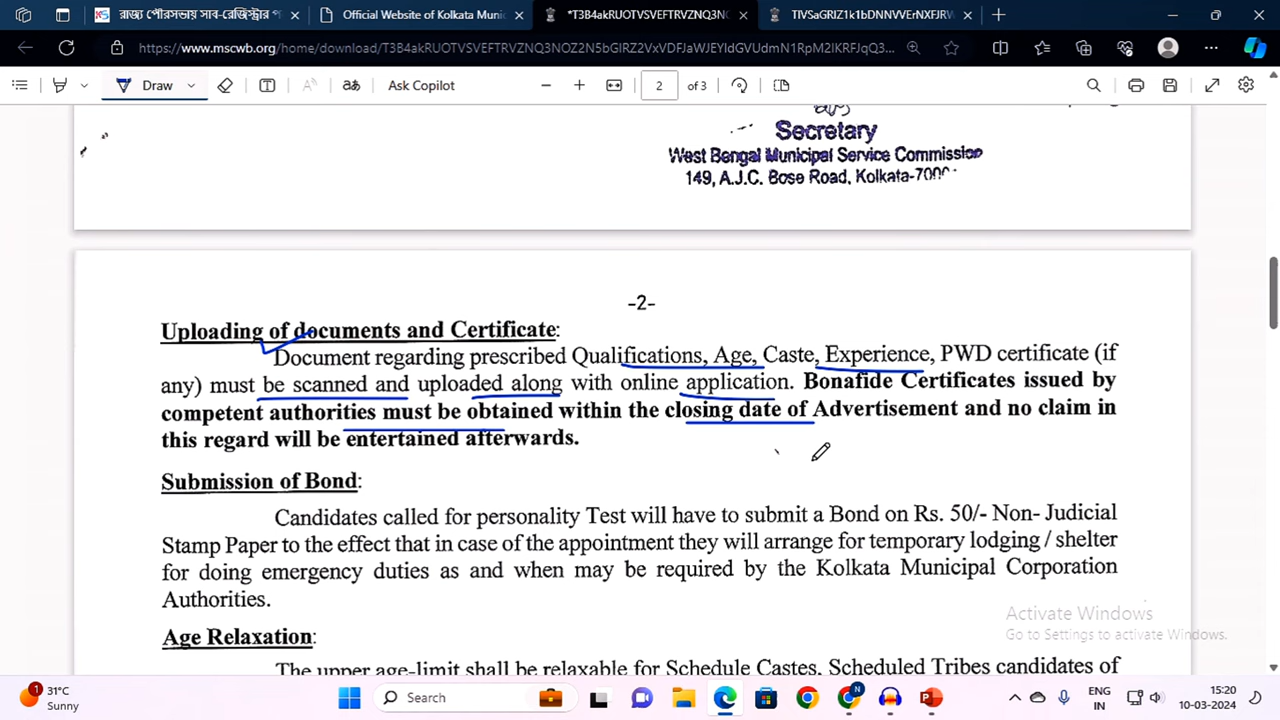 রাজ্য পৌরসভায় সাব-রেজিস্ট্রার প
Official Website of Kolkata Munic
*T3B4akRUOTVSVEFTRVZNQ3NC
TlVSaGRIZ1k1bDNNVVErNxFJRW
https://www.mscwb.org/home/download/T3B4akRUOTVSVEFTRVZNQ3NOZ2N5bGlRZ2VxVDFJaWJEYldGVUdmN1RpM2lKRFJqQ3...
Draw
aあ
Ask Copilot
2 of 3
Secretary
West Bengal Municipal Service Commission
149, A.J.C. Bose Road, Kolkata-7000
-2-
Uploading of documents and Certificate:
Document regarding prescribed Qualifications, Age, Caste, Experience, PWD certificate (if
any) must be scanned and uploaded along with online application. Bonafide Certificates issued by
competent authorities must be obtained within the closing date of Advertisement and no claim in
this regard will be entertained afterwards.
Submission of Bond:
Candidates called for personality Test will have to submit a Bond on Rs. 50/- Non- Judicial
Stamp Paper to the effect that in case of the appointment they will arrange for temporary lodging / shelter
for doing emergency duties as and when may be required by the Kolkata Municipal Corporation
Authorities.
Age Relaxation:
The upper age-limit shall be relaxable for Schedule Castes, Scheduled Tribes candidates of
Activate Windows
Go to Settings to activate Windows.
1
31°C
Sunny
Search
N
ENG
IN
15:20
10-03-2024